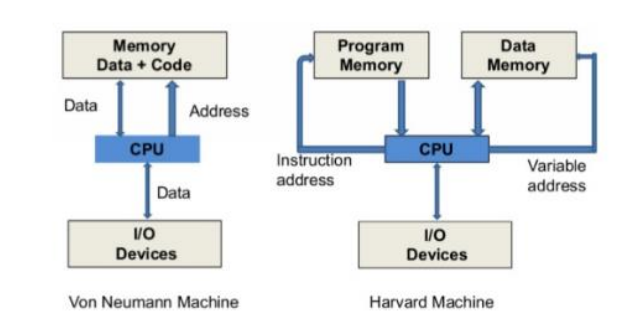 Memory
Data + Code
Data
Address
CPU
Data
I/O
Devices
Von Neumann Machine
Program
Memory
Data
Memory
CPU
Instruction
address
Variable
address
I/O
Devices
Harvard Machine